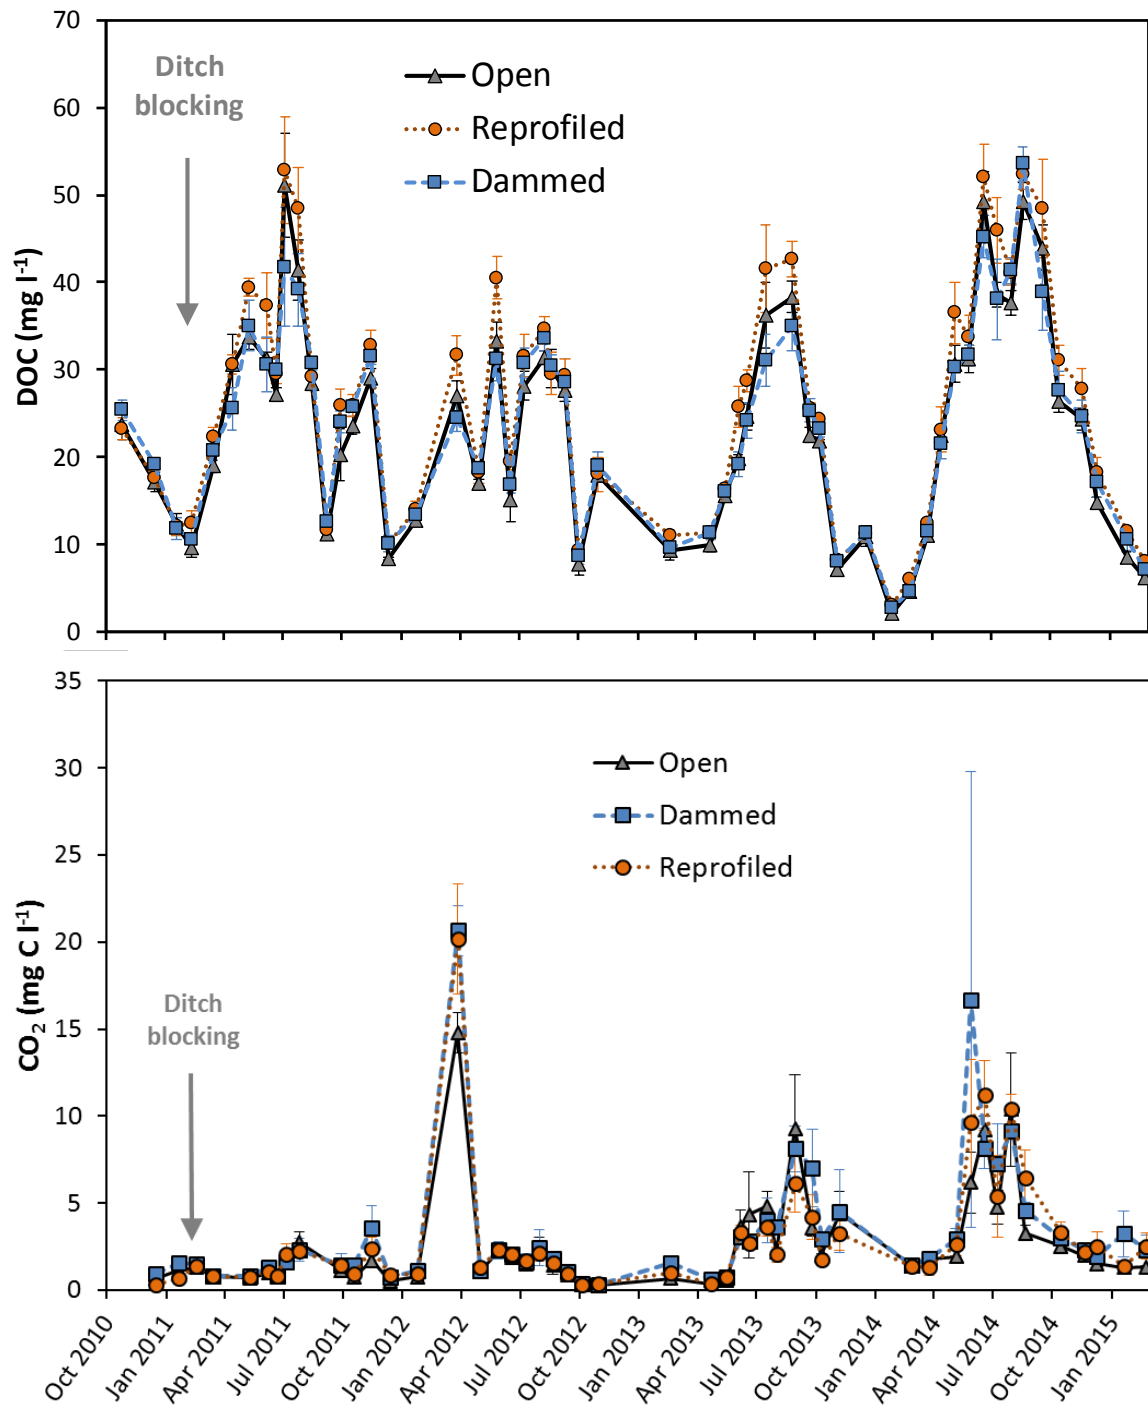 70
60
50
40
30
20
10
0
DOC (mg l-1)
Ditch
blocking
Open
Reprofiled
Dammed
35
30
25
20
15
10
5
0
CO2 (mg C l-1)
Ditch
blocking
Open
Dammed
Reprofiled
Oct 2010
Jan 2011
Apr 2011
Jul 2011
Oct 2011
Jan 2012
Apr 2012
Jul 2012
Oct 2012
Jan 2013
Apr 2013
Jul 2013
Oct 2013
Jan 2014
Apr 2014
Jul 2014
Oct 2014
Jan 2015